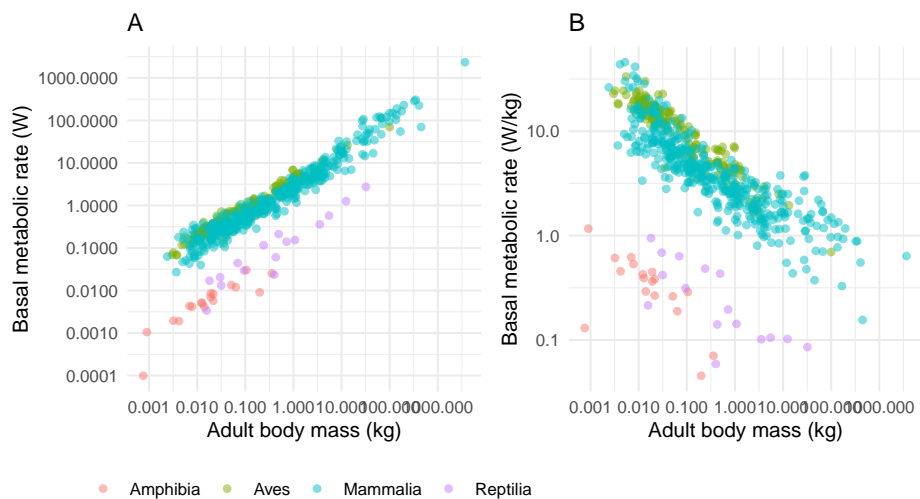 A
B
Basal metabolic rate (W)
1000.0000
100.0000
10.0000
1.0000
0.1000
0.0100
0.0010
0.0001
0.001 0.010 0.100 1.000 10.000 100.000 1000.000
Adult body mass (kg)
Basal metabolic rate (W/kg)
10.0
1.0
0.1
0.001 0.010 0.100 1.000 10.000 100.000 1000.000
Adult body mass (kg)
Amphibia Aves Mammalia Reptilia